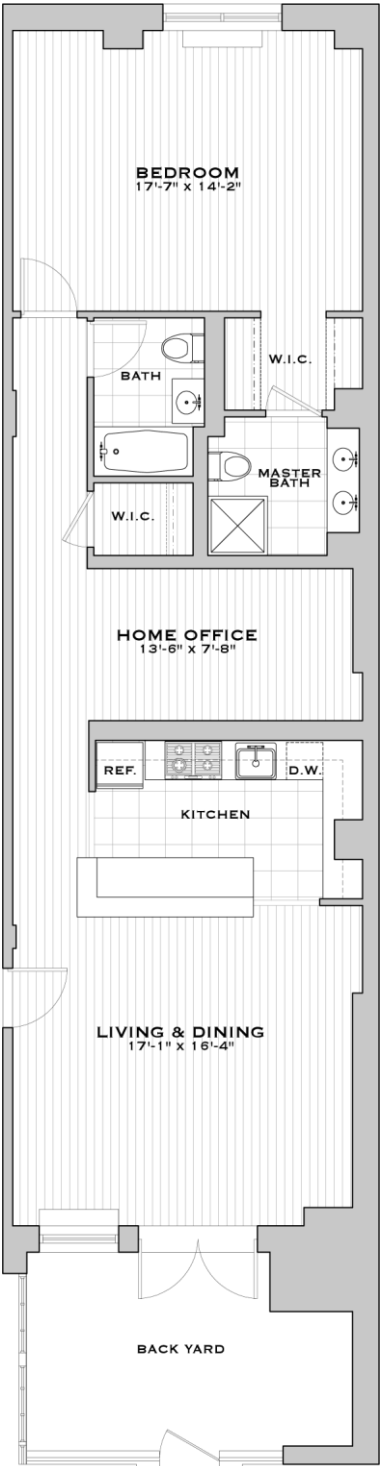 BEDROOM
17'-7" x 14'-2"
W.I.C.
BATH
MASTER
BATH
W.I.C.
HOME OFFICE
13'-6" x 7'-8"
REF.
D.W.
KITCHEN
LIVING & DINING
17'-1" x 16'-4"
BACK YARD